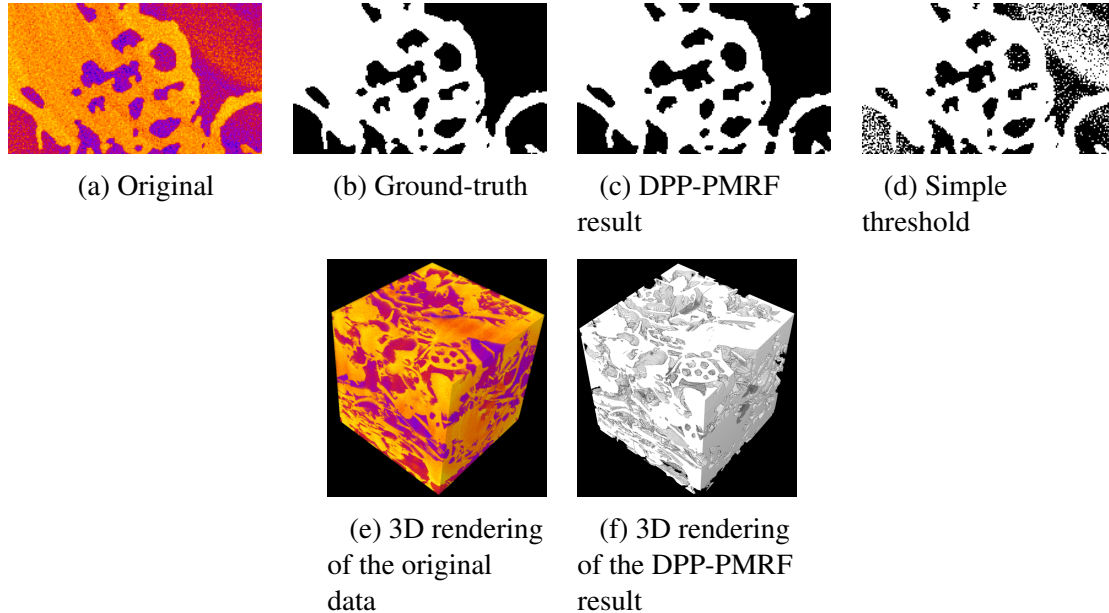 (a) Original
(b) Ground-truth
(c) DPP-PMRF
result
(d) Simple
threshold
(e) 3D rendering
of the original
data
(f) 3D rendering
of the DPP-PMRF
result